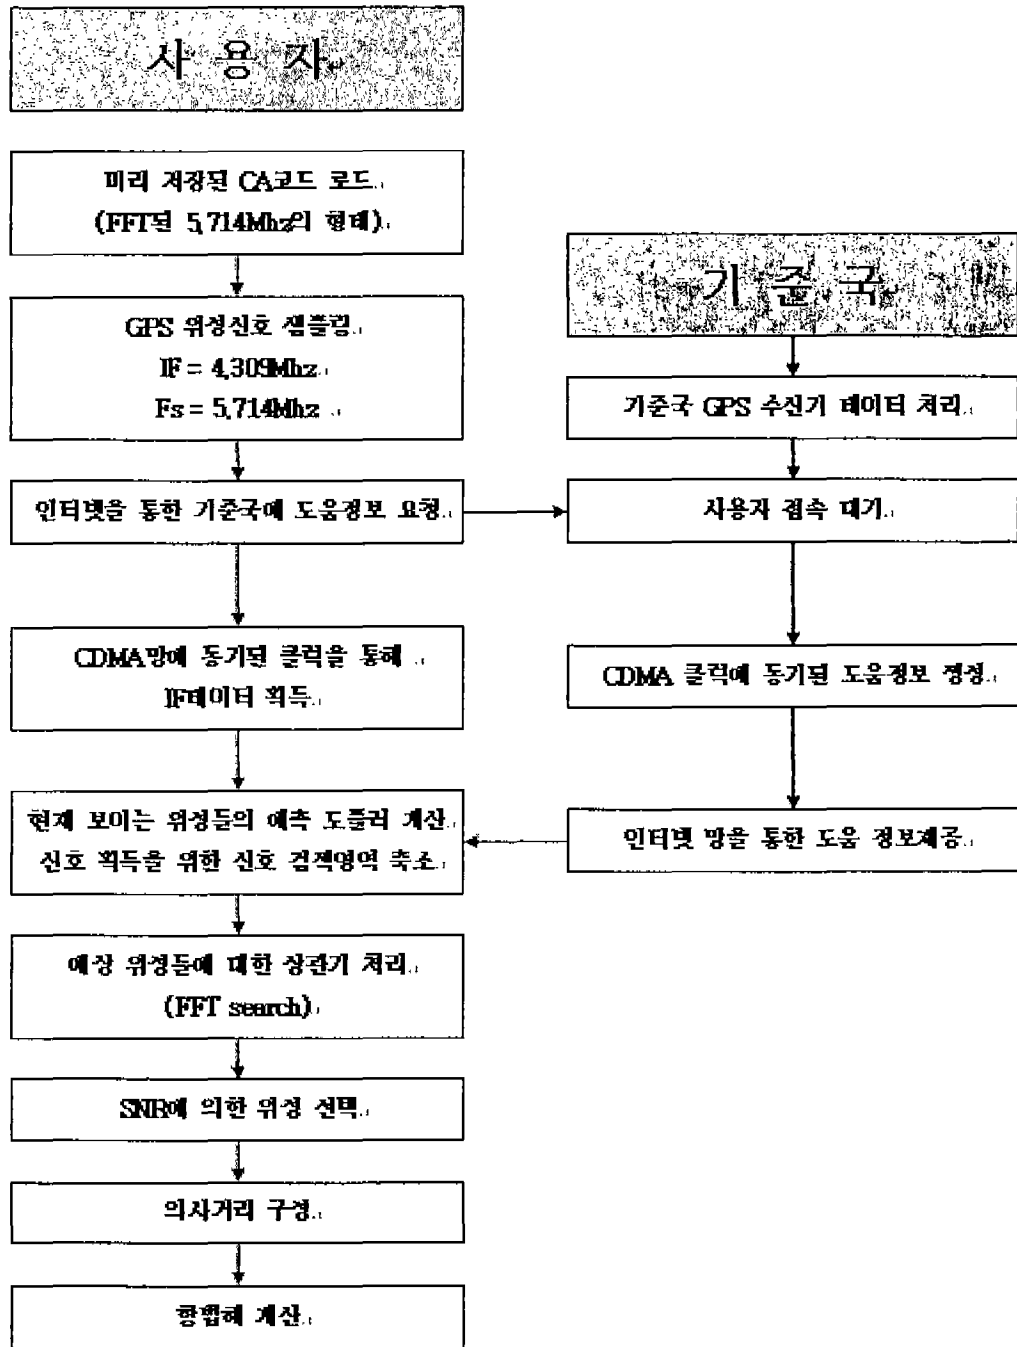 사 용 자
미리 저장된 CA코드 로드
(FFT된 5.714Mhz의 형태)
GPS 위성신호 샘플링
IF = 4.309Mhz
Fs = 5.714Mhz
인터넷을 통한 기준국에 도움정보 요청
CDMA망에 동기된 클럭을 통해
IF데이터 획득
현재 보이는 위성들의 예측 도플러 계산
신호 획득을 위한 신호 검색영역 축소
예상 위성들에 대한 상관기 처리
(FFT search)
SNR에 의한 위성 선택
의사거리 구성
항법해 계산
기 준 국
기준국 GPS 수신기 데이터 처리
사용자 접속 대기
CDMA 클럭에 동기된 도움정보 생성
인터넷 망을 통한 도움 정보제공